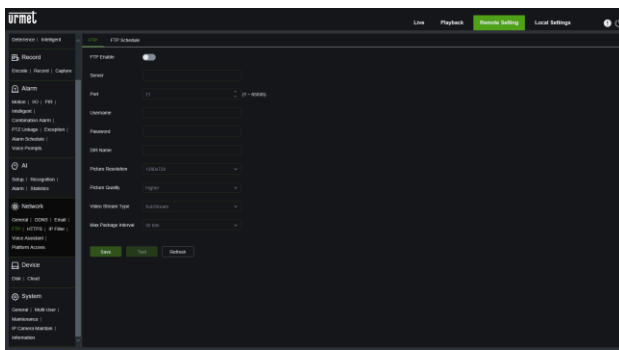 urmet
Live Playback Remote Setting Local Settings
Deterrence | Intelligent
FTP FTP Schedule
Record
Encode | Record | Capture
Alarm
Motion | I/O | PIR |
Intelligent |
Combination Alarm |
PTZ Linkage | Exception |
Alarm Schedule |
Voice Prompts
AI
Setup | Recognition |
Alarm | Statistics
Network
General | DDNS | Email |
FTP | HTTPS | IP Filter |
Voice Assistant |
Platform Access
Device
Disk | Cloud
System
General | Multi-User |
Maintenance |
IP Camera Maintain |
Information
FTP Enable
Server
Port (1 ~ 65535)
Username
Password
DIR Name
Picture Resolution 1280x720
Picture Quality Higher
Video Stream Type SubStream
Max Package Interval 30 Min
Save Test Refresh